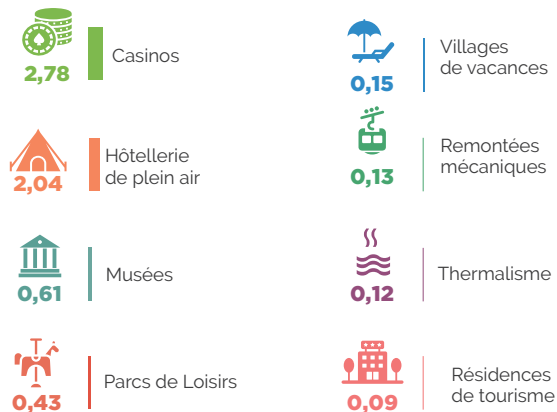 2,78
Casinos
2,04
Hôtellerie
de plein air
0,61
Musées
0,43
Parcs de Loisirs
0,15
Villages
de vacances
0,13
Remontées
mécaniques
0,12
Thermalisme
0,09
Résidences
de tourisme